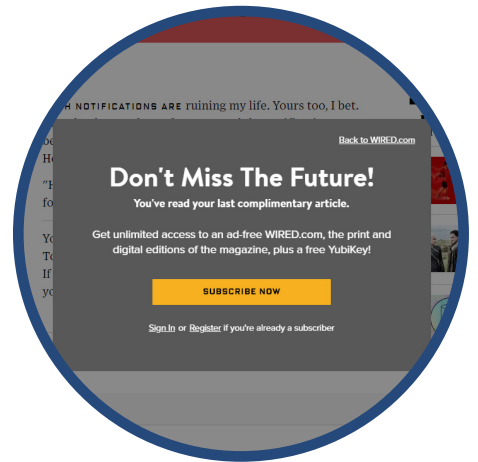 H NOTIFICATIONS ARE ruining my life. Yours too, I bet.
Back to WIRED.com
Don't Miss The Future!
You've read your last complimentary article.
Get unlimited access to an ad-free WIRED.com, the print and
digital editions of the magazine, plus a free YubiKey!
SUBSCRIBE NOW
Sign In or Register if you're already a subscriber